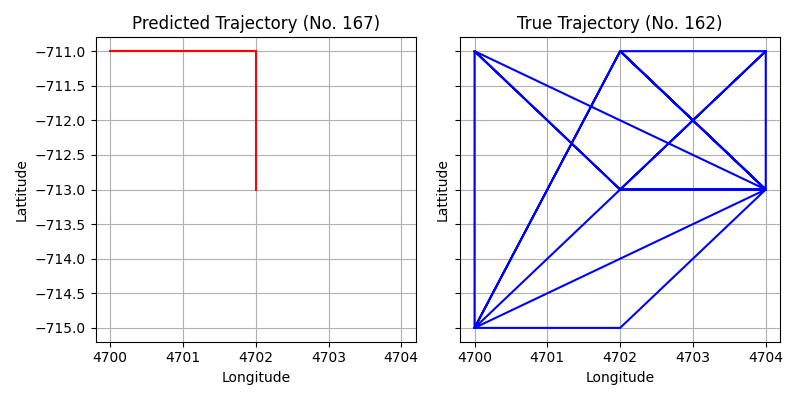 Predicted Trajectory (No. 167)
True Trajectory (No. 162)
Lattitude
−711.0
−711.5
−712.0
−712.5
−713.0
−713.5
−714.0
−714.5
−715.0
4700 4701 4702 4703 4704
Longitude
Lattitude
4700 4701 4702 4703 4704
Longitude